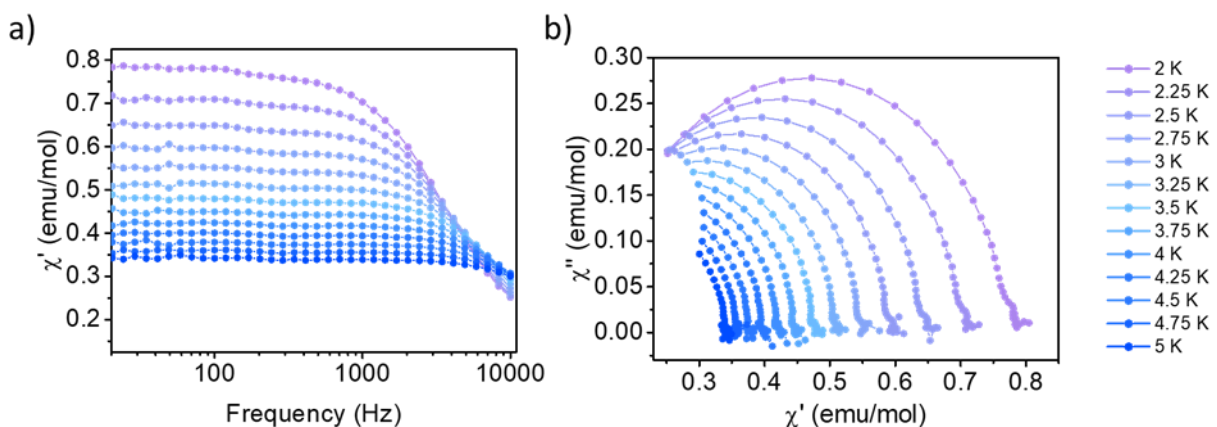 a)
0.8
0.7
0.6
0.5
0.4
0.3
0.2
χ' (emu/mol)
100
1000
10000
Frequency (Hz)
b)
0.30
0.25
0.20
0.15
0.10
0.05
0.00
χ'' (emu/mol)
0.3
0.4
0.5
0.6
0.7
0.8
χ' (emu/mol)
2 K
2.25 K
2.5 K
2.75 K
3 K
3.25 K
3.5 K
3.75 K
4 K
4.25 K
4.5 K
4.75 K
5 K